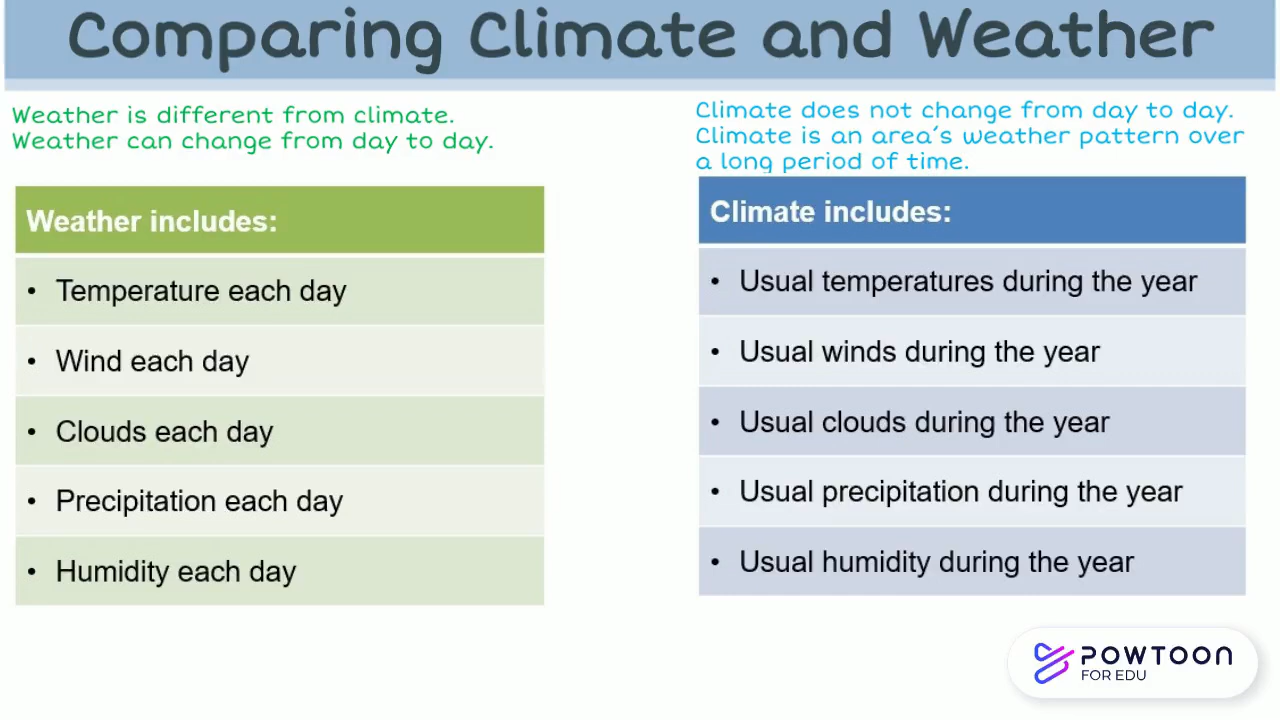 Comparing Climate and Weather
Weather is different from climate.
Weather can change from day to day.
Weather includes:
• Temperature each day
• Wind each day
• Clouds each day
• Precipitation each day
• Humidity each day
Climate does not change from day to day.
Climate is an area's weather pattern over
a long period of time.
Climate includes:
• Usual temperatures during the year
• Usual winds during the year
• Usual clouds during the year
• Usual precipitation during the year
• Usual humidity during the year
POWTOON
FOR EDU